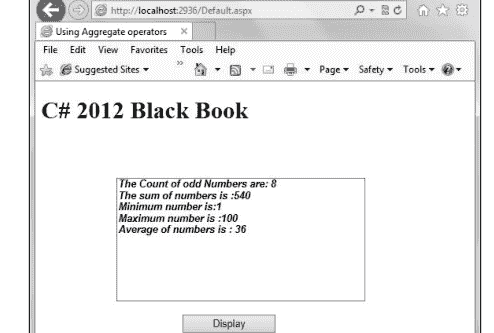 http://localhost:2936/Default.aspx
Using Aggregate operators
File Edit View Favorites Tools Help
Suggested Sites Page Safety Tools
C# 2012 Black Book
The Count of odd Numbers are: 8
The sum of numbers is :540
Minimum number is:1
Maximum number is :100
Average of numbers is : 36
Display